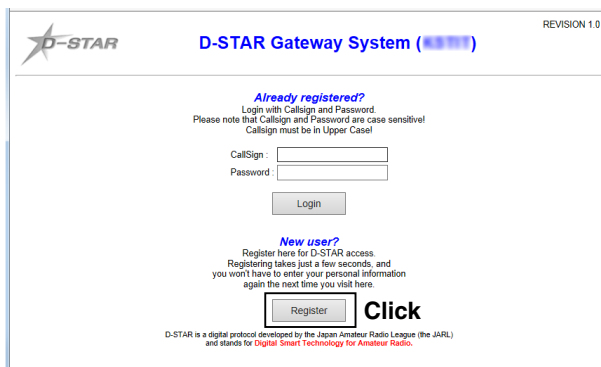 REVISION 1.0
D-STAR
D-STAR Gateway System ( )
Already registered?
Login with Callsign and Password.
Please note that Callsign and Password are case sensitive!
Callsign must be in Upper Case!
CallSign :
Password :
Login
New user?
Register here for D-STAR access.
Registering takes just a few seconds, and
you won't have to enter your personal information
again the next time you visit here.
Register
Click
D-STAR is a digital protocol developed by the Japan Amateur Radio League (the JARL)
and stands for Digital Smart Technology for Amateur Radio.